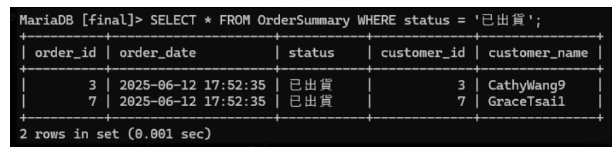 MariaDB [final]> SELECT * FROM OrderSummary WHERE status = '已出貨';
+----------+---------------------+--------+-------------+---------------+
| order_id | order_date          | status | customer_id | customer_name |
+----------+---------------------+--------+-------------+---------------+
|        3 | 2025-06-12 17:52:35 | 已出貨 |           3 | CathyWang9    |
|        7 | 2025-06-12 17:52:35 | 已出貨 |           7 | GraceTsai1    |
+----------+---------------------+--------+-------------+---------------+
2 rows in set (0.001 sec)